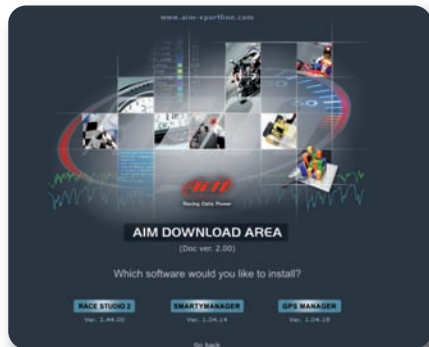 www.aim-sportline.com
AiM
Racing Data Power
AIM DOWNLOAD AREA
(Doc ver. 2.00)
Which software would you like to install?
RACE STUDIO 2 SMARTYMANAGER GPS MANAGER
Ver. 2.44.00 Ver. 1.04.14 Ver. 1.04.19
Go back